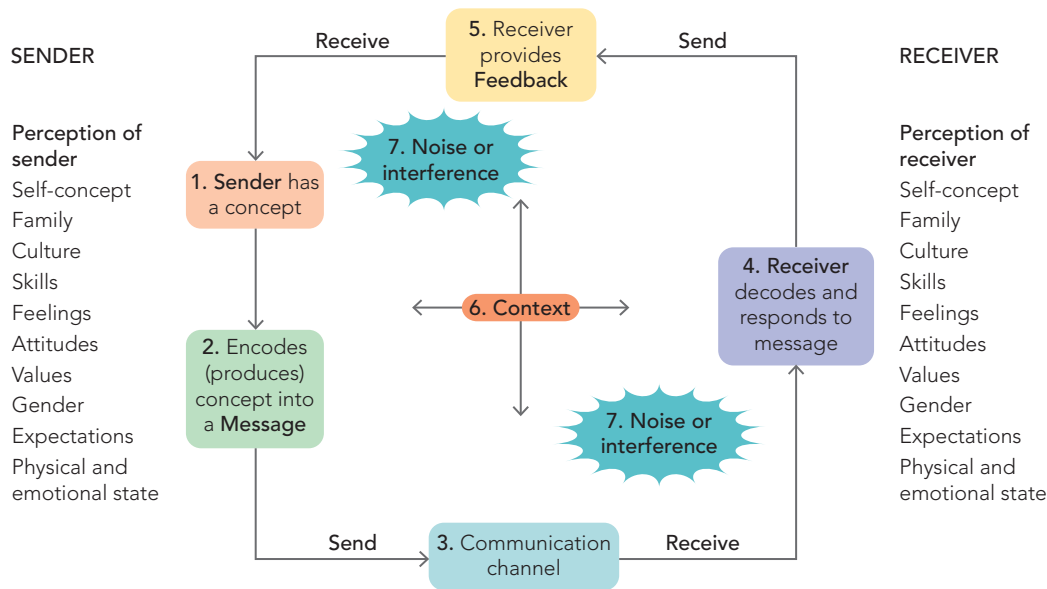 SENDER
Perception of
sender
Self-concept
Family
Culture
Skills
Feelings
Attitudes
Values
Gender
Expectations
Physical and
emotional state
Receive
5. Receiver
provides
Feedback
Send
7. Noise or
interference
1. Sender has
a concept
6. Context
4. Receiver
decodes and
responds to
message
2. Encodes
(produces)
concept into
a Message
7. Noise or
interference
Send
3. Communication
channel
Receive
RECEIVER
Perception of
receiver
Self-concept
Family
Culture
Skills
Feelings
Attitudes
Values
Gender
Expectations
Physical and
emotional state